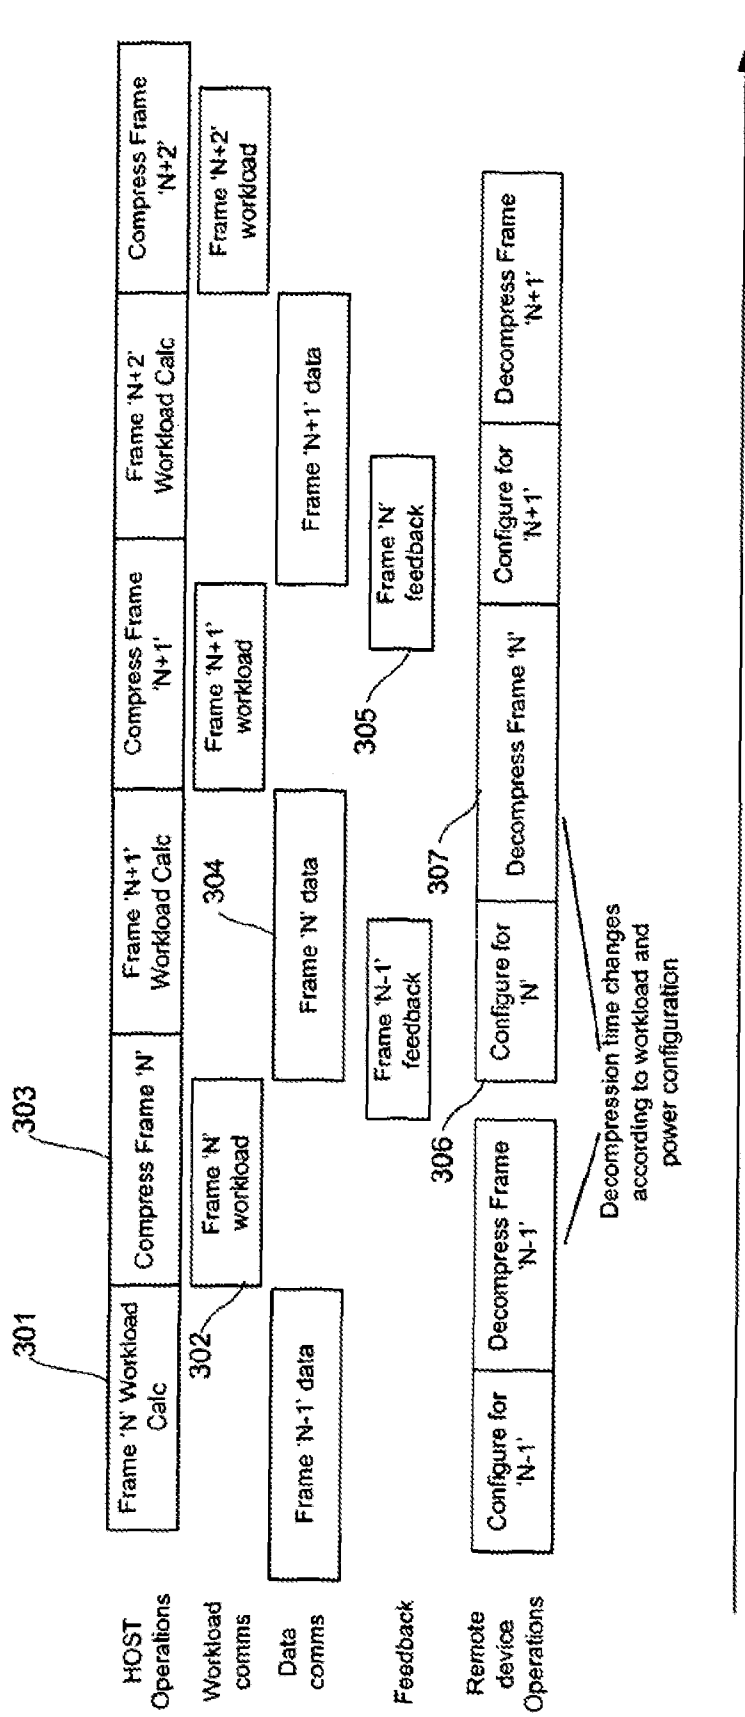 HOST
Operations
Frame 'N' Workload
Calc
301
Compress Frame 'N'
303
Frame 'N+1'
Workload Calc
Compress Frame
'N+1'
Frame 'N+2'
Workload Calc
Compress Frame
'N+2'
Workload
comms
302
Frame 'N'
workload
Frame 'N+1'
workload
Frame 'N+2'
workload
Data
comms
Frame 'N-1' data
304
Frame 'N' data
Frame 'N+1' data
Feedback
Frame 'N-1'
feedback
305
Frame 'N'
feedback
Remote
device
Operations
Configure for
'N-1'
Decompress Frame
'N-1'
306
Configure for
'N'
307
Decompress Frame 'N'
Configure for
'N+1'
Decompress Frame
'N+1'
Decompression time changes
according to workload and
power configuration